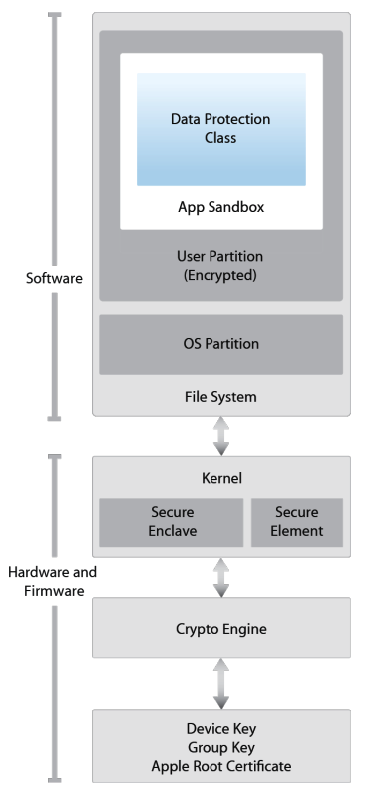 Data Protection
Class
App Sandbox
User Partition
(Encrypted)
Software
OS Partition
File System
Kernel
Secure
Enclave
Secure
Element
Hardware and
Firmware
Crypto Engine
Device Key
Group Key
Apple Root Certificate